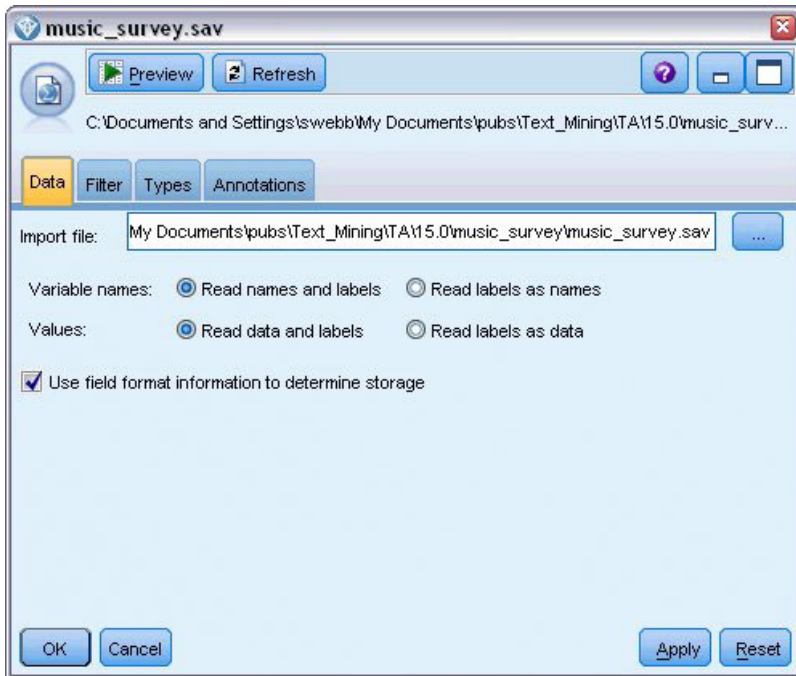 music_survey.sav
Preview Refresh
C:\Documents and Settings\swebb\My Documents\pubs\Text_Mining\TA\15.0\music_surv...
Data Filter Types Annotations
Import file: My Documents\pubs\Text_Mining\TA\15.0\music_survey\music_survey.sav ...
Variable names: Read names and labels Read labels as names
Values: Read data and labels Read labels as data
Use field format information to determine storage
OK Cancel Apply Reset